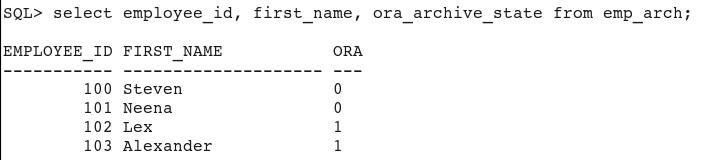 SQL> select employee_id, first_name, ora_archive_state from emp_arch;
EMPLOYEE_ID FIRST_NAME           ORA
----------- -------------------- ---
        100 Steven               0
        101 Neena                0
        102 Lex                  1
        103 Alexander            1